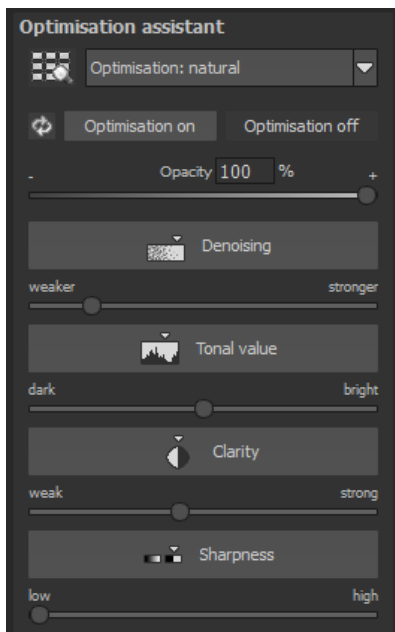 Optimisation assistant
Optimisation: natural
Optimisation on Optimisation off
- Opacity 100 % +
Denoising
weaker stronger
Tonal value
dark bright
Clarity
weak strong
Sharpness
low high